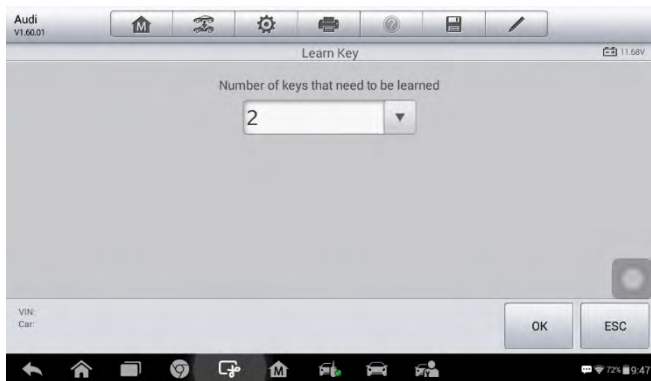 Audi
V1.60.01
M
Learn Key
11.68V
Number of keys that need to be learned
2
VIN:
Car:
OK
ESC
M
72% 9:47